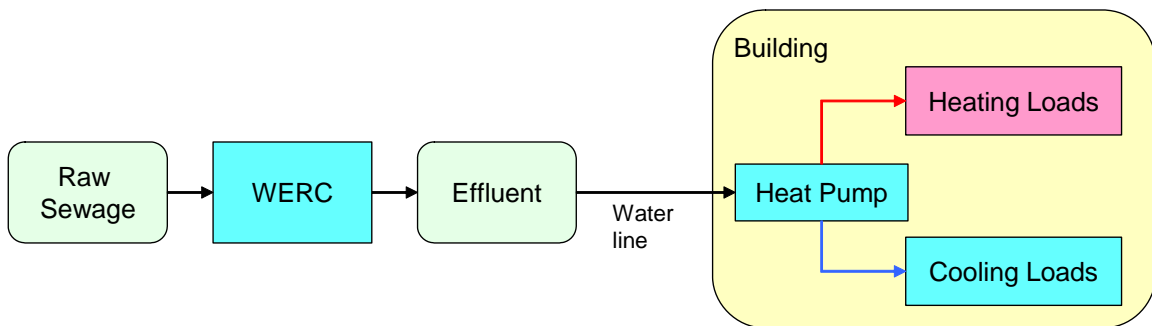 Building
Heating Loads
Raw
Sewage
WERC
Effluent
Water
line
Heat Pump
Cooling Loads